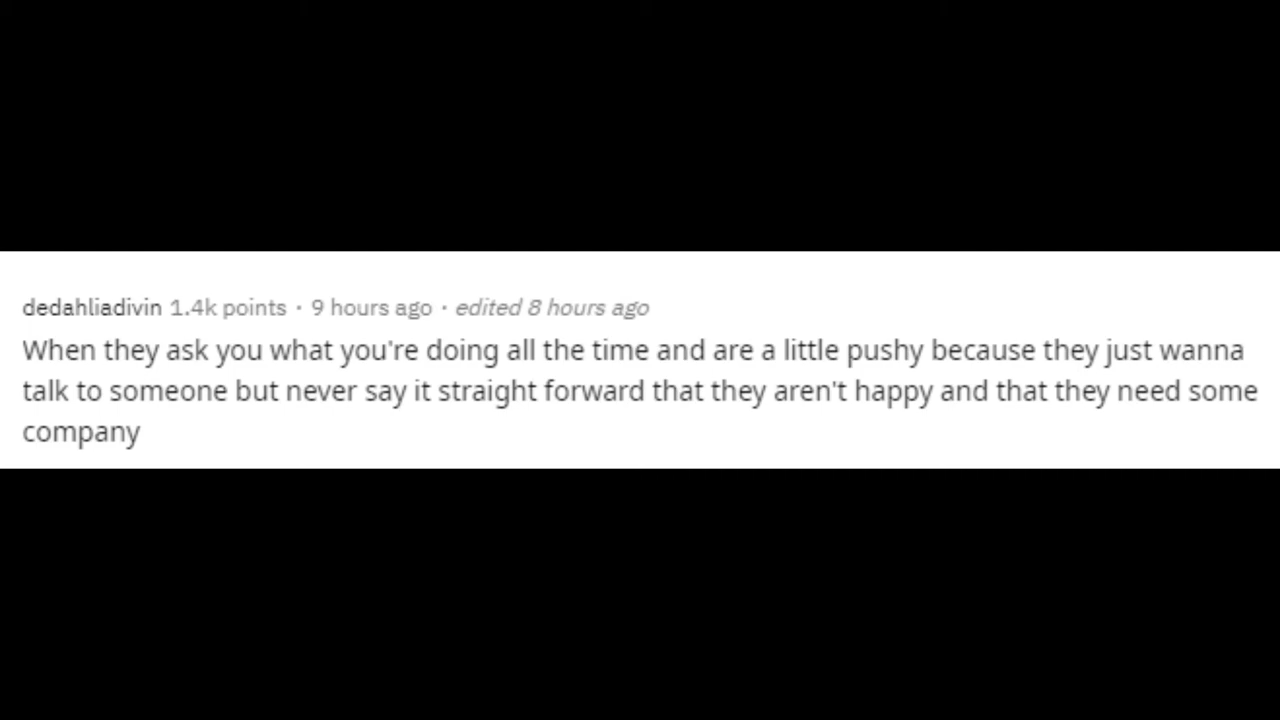 dedahliadivin 1.4k points · 9 hours ago · edited 8 hours ago
When they ask you what you're doing all the time and are a little pushy because they just wanna
talk to someone but never say it straight forward that they aren't happy and that they need some
company